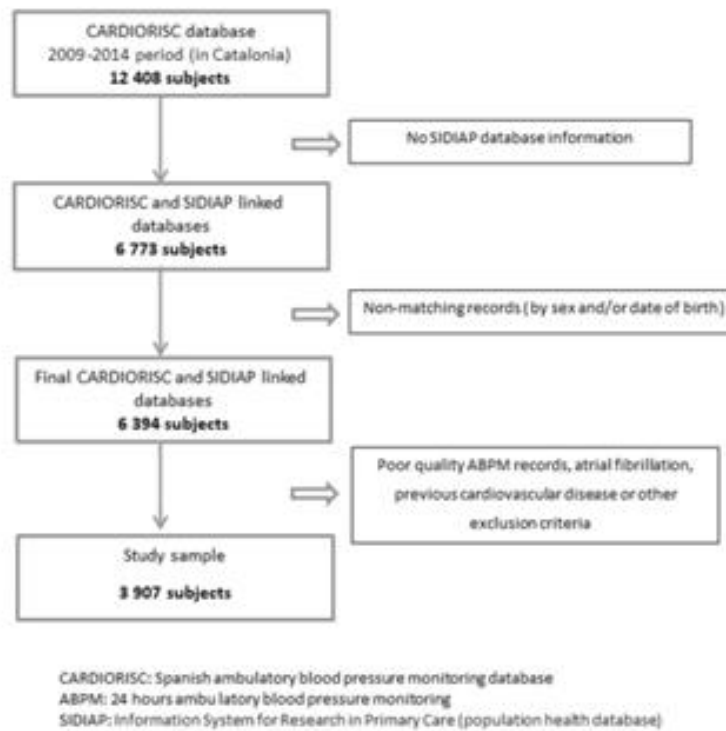 CARDIORISC database
2009-2014 period (in Catalonia)
12 408 subjects
No SIDIAP database information
CARDIORISC and SIDIAP linked
databases
6 773 subjects
Non-matching records (by sex and/or date of birth)
Final CARDIORISC and SIDIAP linked
databases
6 394 subjects
Poor quality ABPM records, atrial fibrillation,
previous cardiovascular disease or other
exclusion criteria
Study sample
3 907 subjects
CARDIORISC: Spanish ambulatory blood pressure monitoring database
ABPM: 24 hours ambulatory blood pressure monitoring
SIDIAP: Information System for Research in Primary Care (population health database)